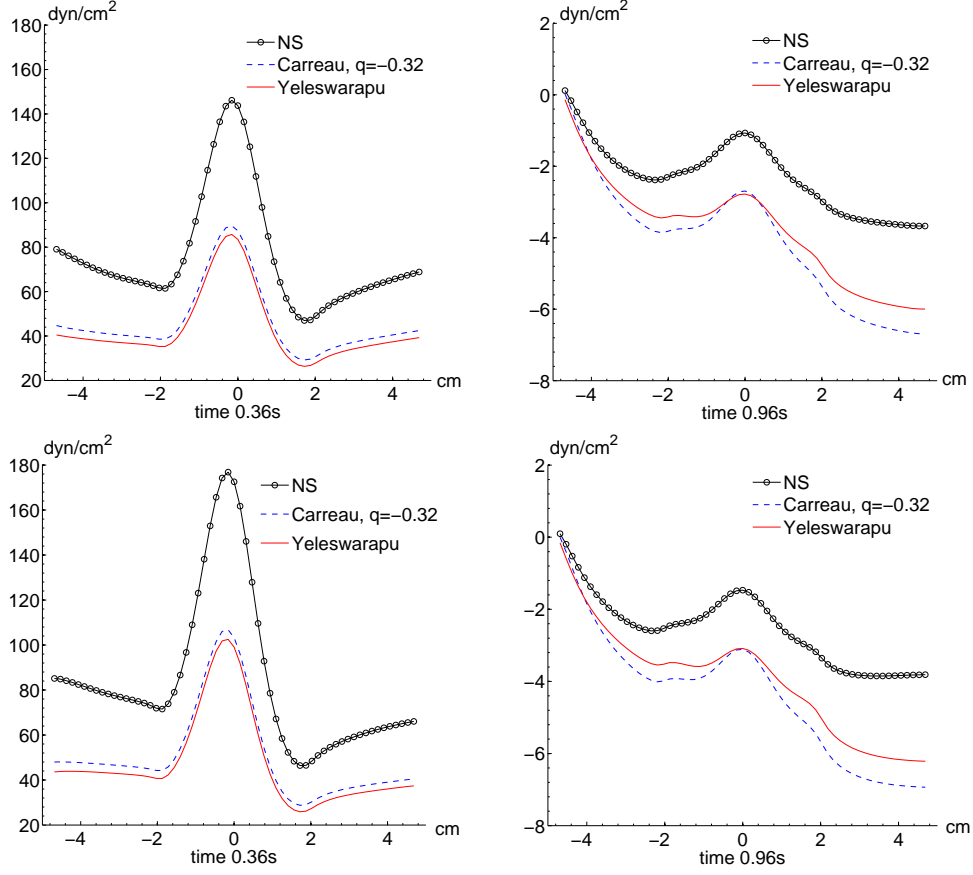 dyn/cm²
180
160
140
120
100
80
60
40
20
−4
−2
0
2
4
cm
time 0.36s
NS
Carreau, q=−0.32
Yeleswarapu
dyn/cm²
2
0
−2
−4
−6
−8
−4
−2
0
2
4
cm
time 0.96s
NS
Carreau, q=−0.32
Yeleswarapu
dyn/cm²
180
160
140
120
100
80
60
40
20
−4
−2
0
2
4
cm
time 0.36s
NS
Carreau, q=−0.32
Yeleswarapu
dyn/cm²
2
0
−2
−4
−6
−8
−4
−2
0
2
4
cm
time 0.96s
NS
Carreau, q=−0.32
Yeleswarapu